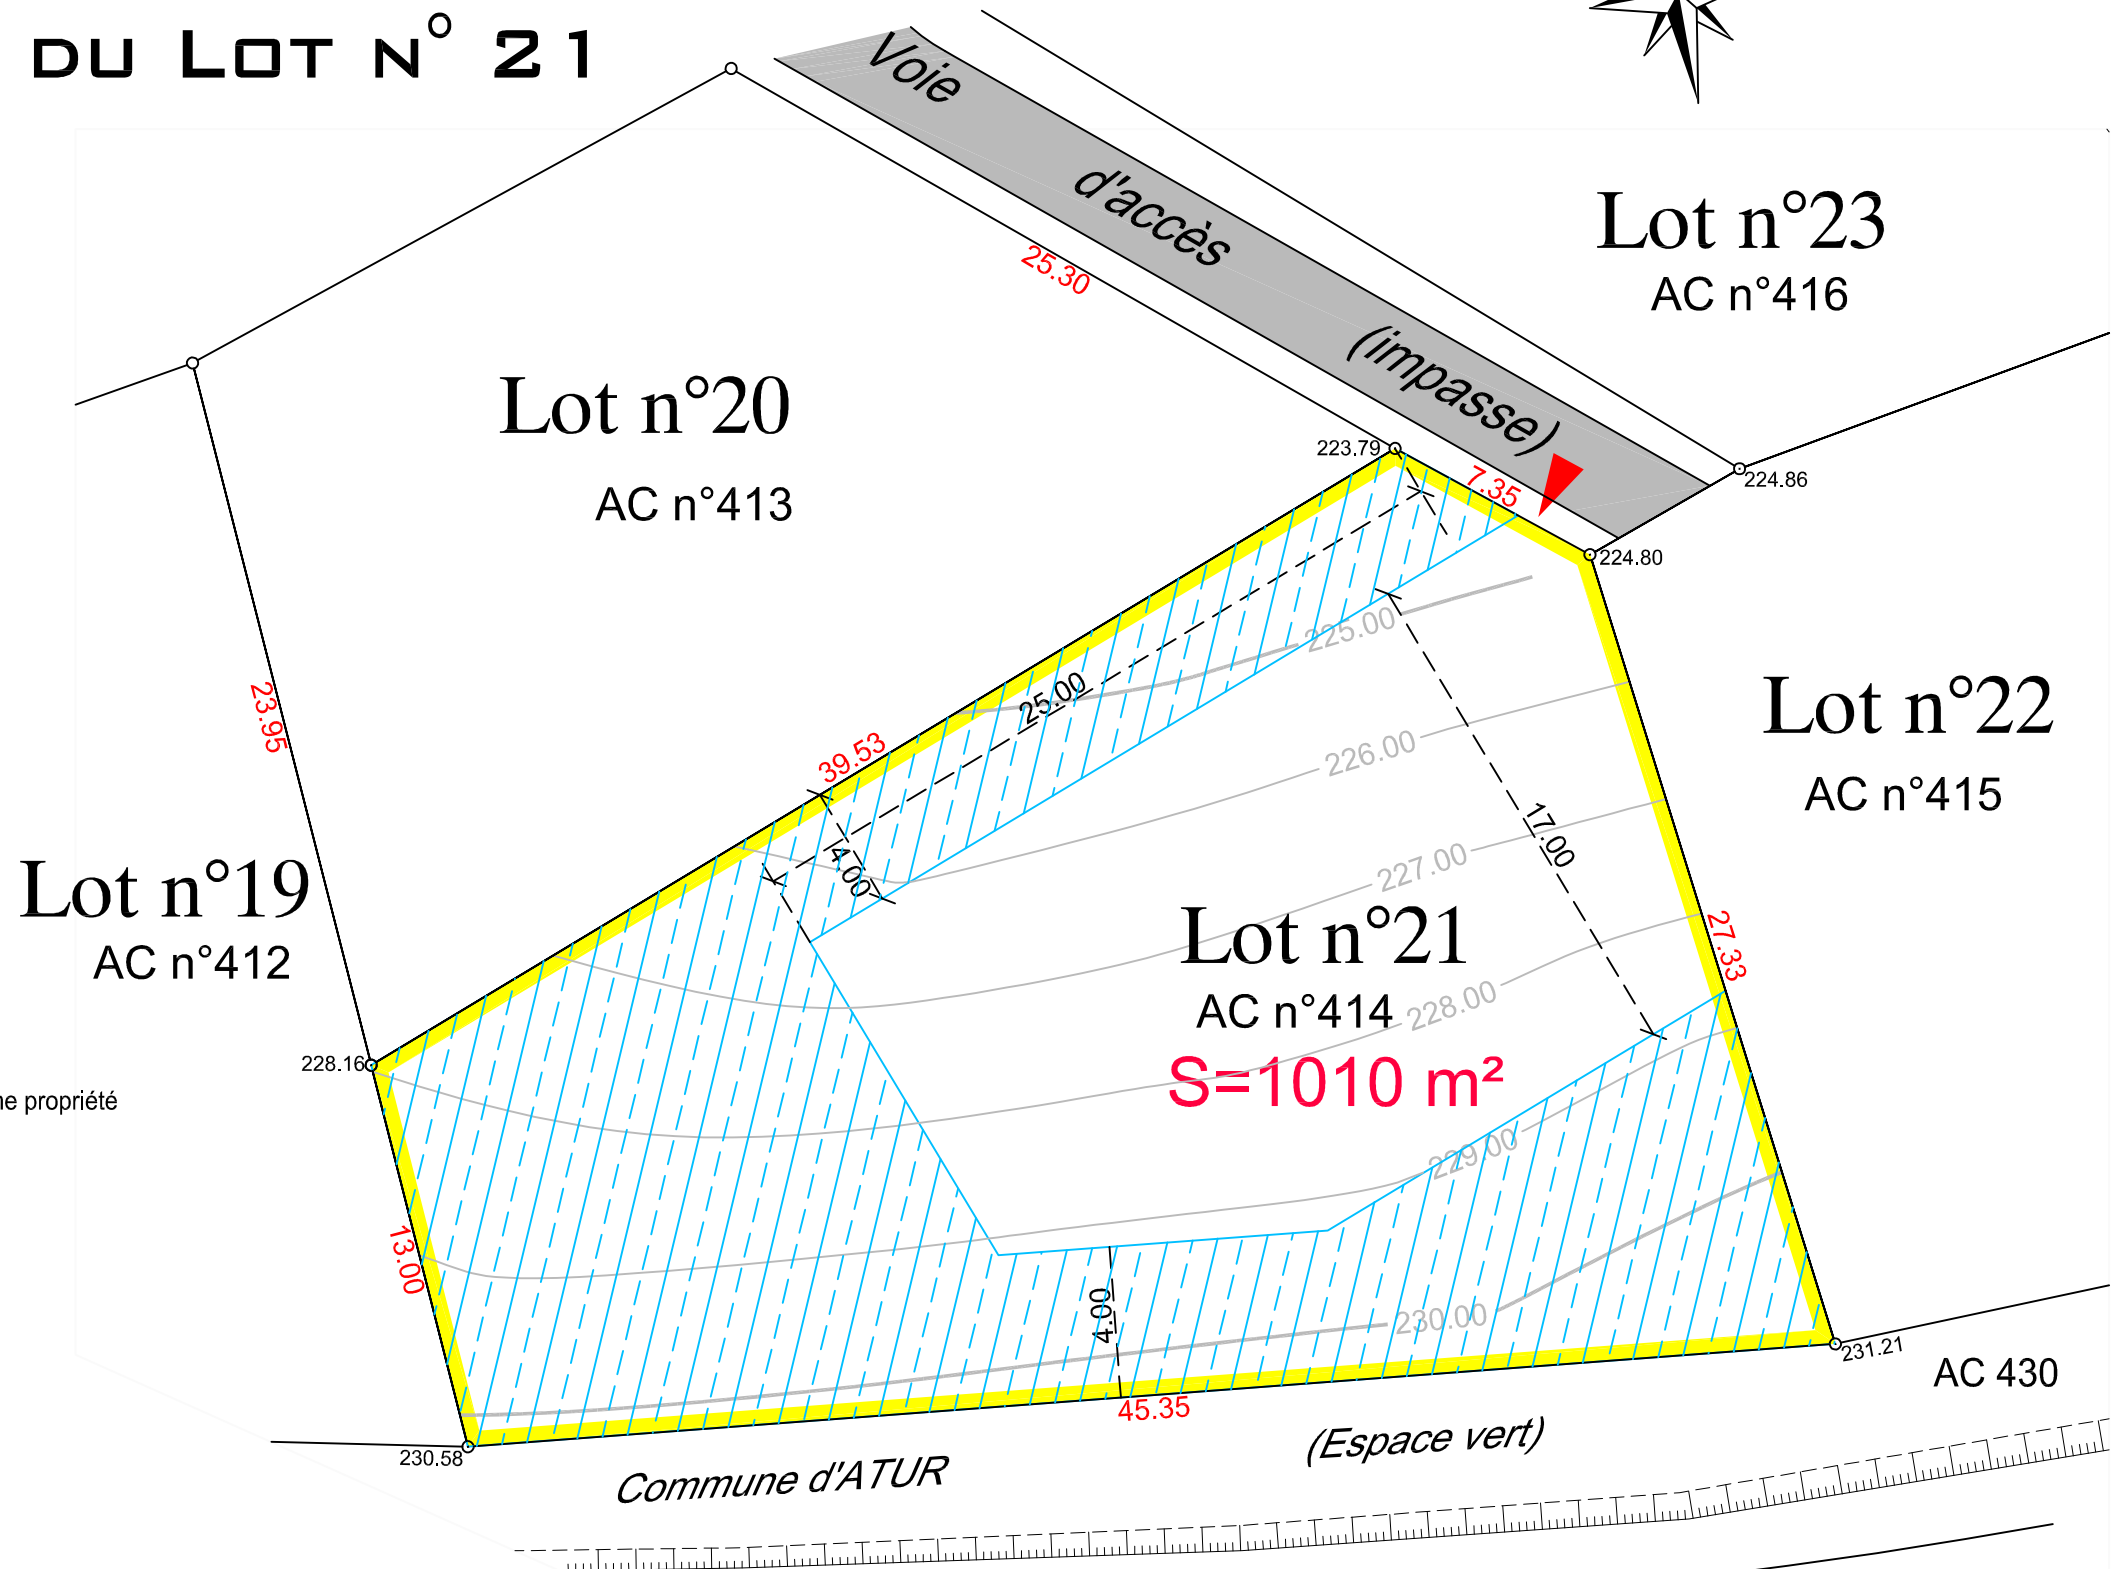 DU LOT N° 21
Voie
d'accès
(impasse)
Lot n°23
AC n°416
25.30
Lot n°20
AC n°413
223.79
7.35
224.86
224.80
225.00
25.00
39.53
226.00
23.95
Lot n°22
AC n°415
17.00
4.00
227.00
Lot n°19
AC n°412
Lot n°21
AC n°414
S=1010 m²
27.33
228.00
228.16
ne propriété
229.00
13.00
4.00
230.00
231.21
AC 430
45.35
230.58
Commune d'ATUR
(Espace vert)